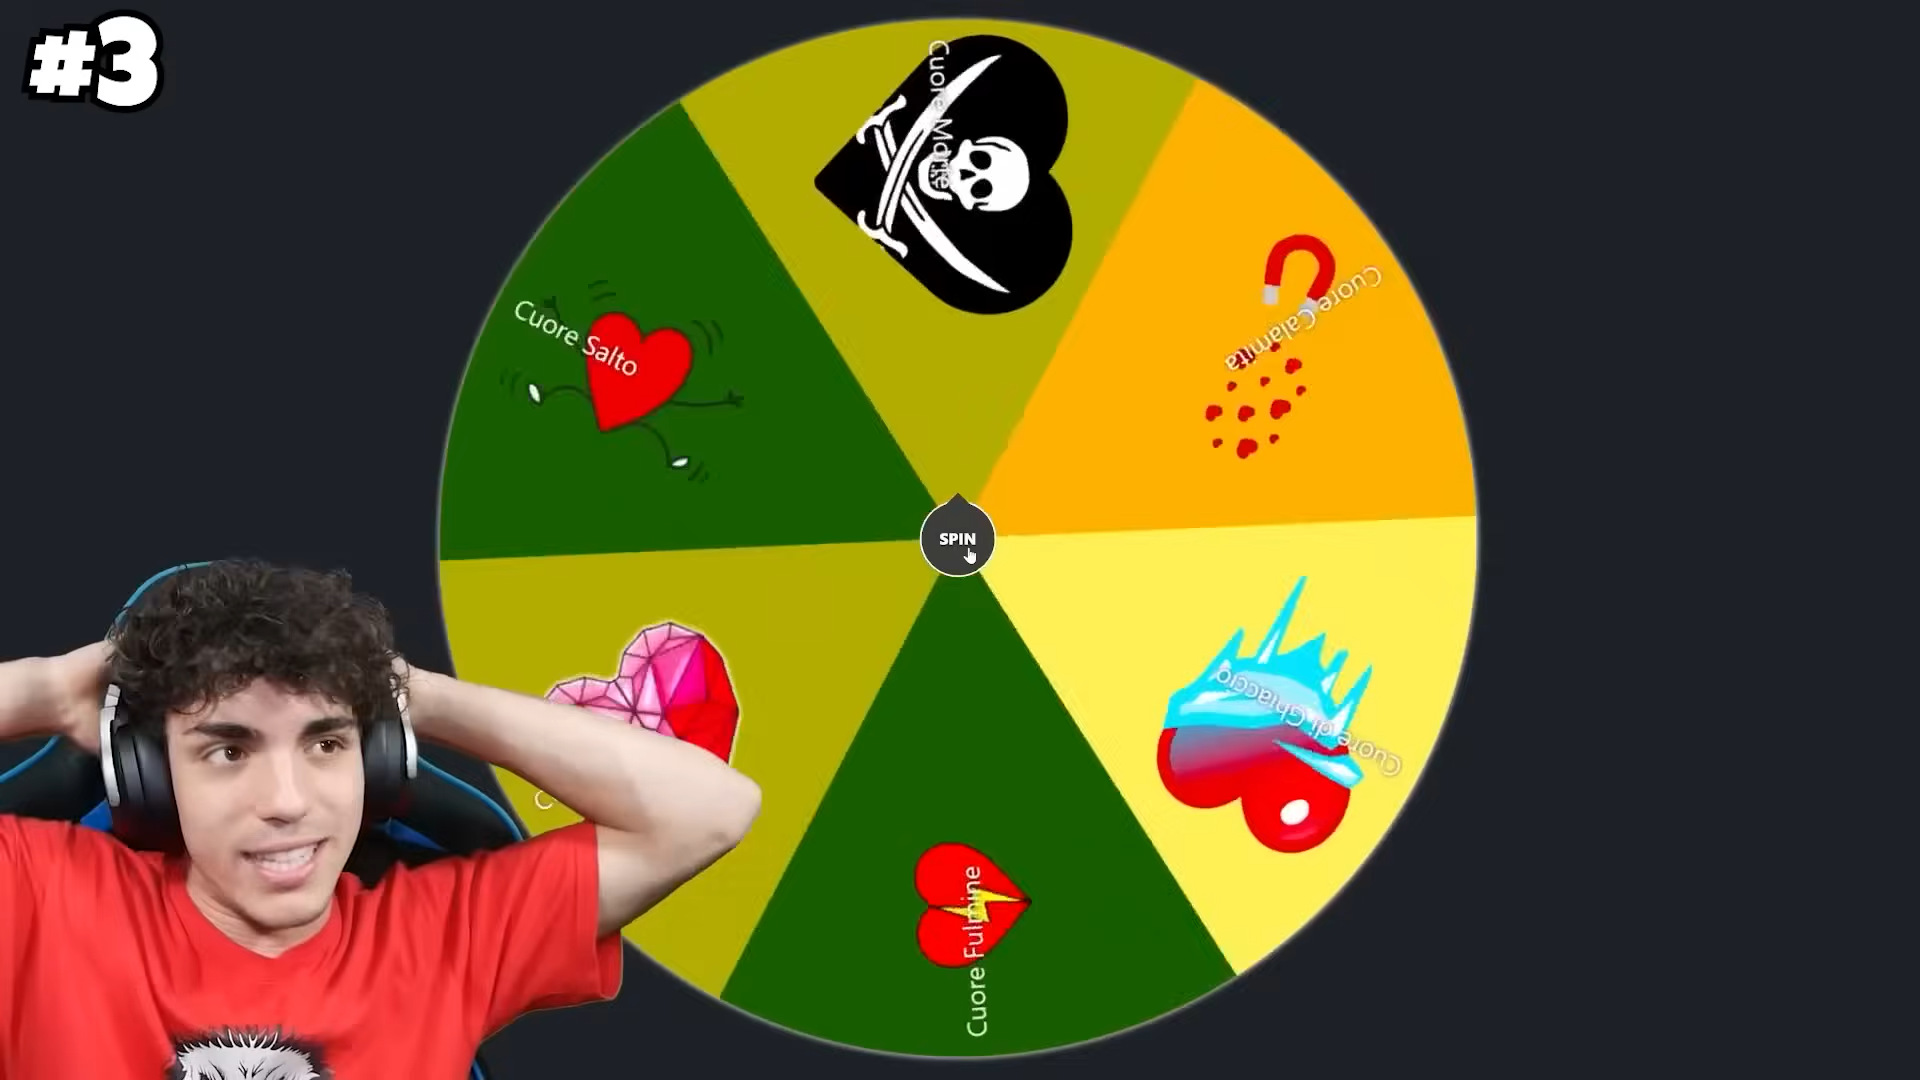 #3
Cuore Morte
Cuore Calamita
Cuore Salto
SPIN
Cuore di Ghiaccio
Cuore Fulmine